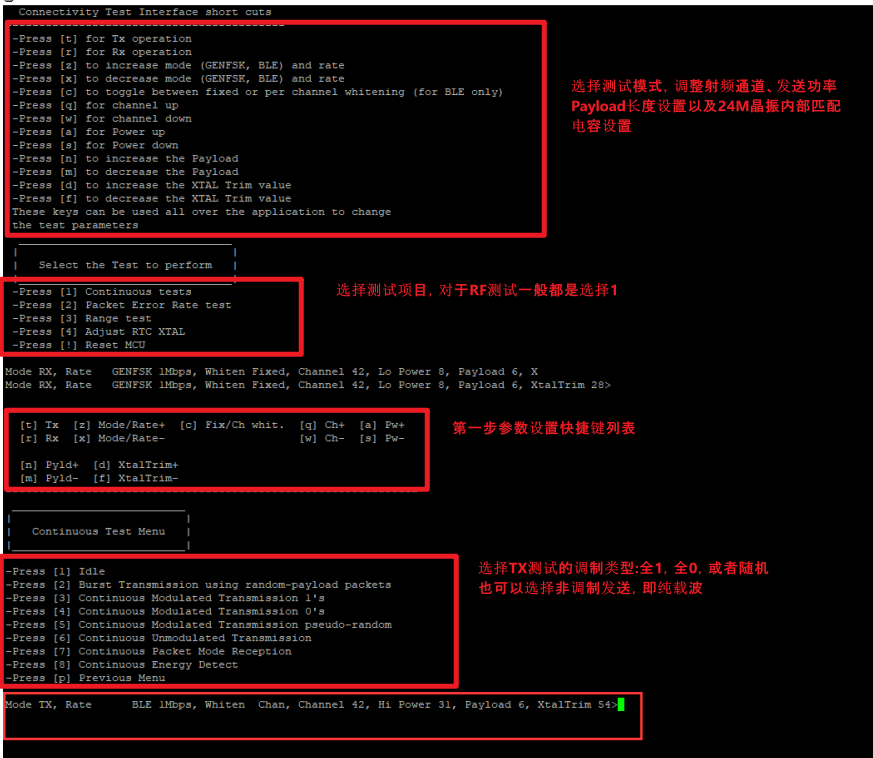 Connectivity Test Interface short cuts
-Press [t] for Tx operation
-Press [r] for Rx operation
-Press [z] to increase mode (GENFSK, BLE) and rate
-Press [x] to decrease mode (GENFSK, BLE) and rate
-Press [c] to toggle between fixed or per channel whitening (for BLE only)
-Press [q] for channel up
-Press [w] for channel down
-Press [a] for Power up
-Press [s] for Power down
-Press [n] to increase the Payload
-Press [m] to decrease the Payload
-Press [d] to increase the XTAL Trim value
-Press [f] to decrease the XTAL Trim value
These keys can be used all over the application to change
the test parameters
选择测试模式, 调整射频通道、发送功率
Payload长度设置以及24M晶振内部匹配
电容设置
Select the Test to perform
-Press [1] Continuous tests
-Press [2] Packet Error Rate test
-Press [3] Range test
-Press [4] Adjust RTC XTAL
-Press [!] Reset MCU
选择测试项目, 对于RF测试一般都是选择1
Mode RX, Rate   GENFSK 1Mbps, Whiten Fixed, Channel 42, Lo Power 8, Payload 6, X
Mode RX, Rate   GENFSK 1Mbps, Whiten Fixed, Channel 42, Lo Power 8, Payload 6, XtalTrim 28>
[t] Tx  [z] Mode/Rate+  [c] Fix/Ch whit.  [q] Ch+  [a] Pw+
[r] Rx  [x] Mode/Rate-                    [w] Ch-  [s] Pw-
[n] Pyld+  [d] XtalTrim+
[m] Pyld-  [f] XtalTrim-
第一步参数设置快捷键列表
Continuous Test Menu
-Press [1] Idle
-Press [2] Burst Transmission using random-payload packets
-Press [3] Continuous Modulated Transmission 1's
-Press [4] Continuous Modulated Transmission 0's
-Press [5] Continuous Modulated Transmission pseudo-random
-Press [6] Continuous Unmodulated Transmission
-Press [7] Continuous Packet Mode Reception
-Press [8] Continuous Energy Detect
-Press [p] Previous Menu
选择TX测试的调制类型:全1, 全0, 或者随机
也可以选择非调制发送, 即纯载波
Mode TX, Rate      BLE 1Mbps, Whiten  Chan, Channel 42, Hi Power 31, Payload 6, XtalTrim 54>